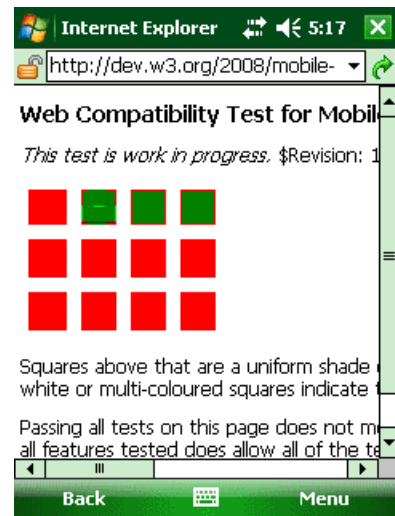 Internet Explorer 5:17
http://dev.w3.org/2008/mobile-
Web Compatibility Test for Mobil
This test is work in progress. $Revision: 1
Squares above that are a uniform shade
white or multi-coloured squares indicate
Passing all tests on this page does not
all features tested does allow all of the
Back Menu